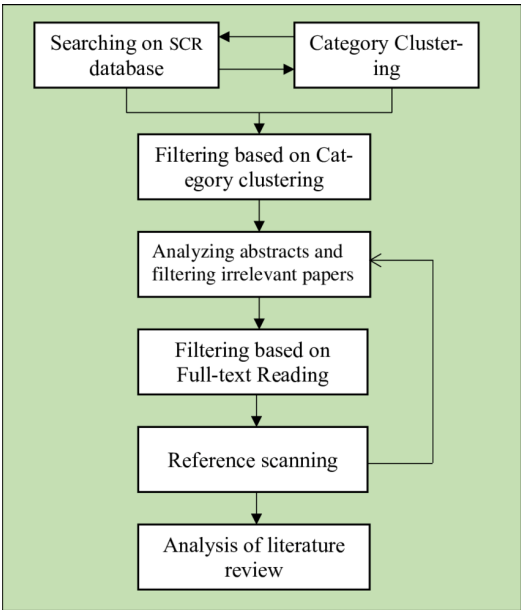 Searching on SCR
database
Category Cluster-
ing
Filtering based on Cat-
egory clustering
Analyzing abstracts and
filtering irrelevant papers
Filtering based on
Full-text Reading
Reference scanning
Analysis of literature
review